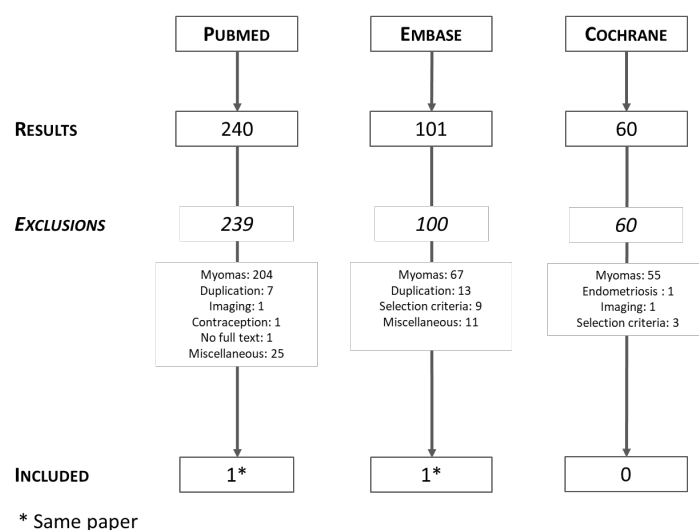 PUBMED EMBASE COCHRANE
RESULTS 240 101 60
EXCLUSIONS 239 100 60
Myomas: 204
Duplication: 7
Imaging: 1
Contraception: 1
No full text: 1
Miscellaneous: 25
Myomas: 67
Duplication: 13
Selection criteria: 9
Miscellaneous: 11
Myomas: 55
Endometriosis : 1
Imaging: 1
Selection criteria: 3
INCLUDED 1* 1* 0
* Same paper